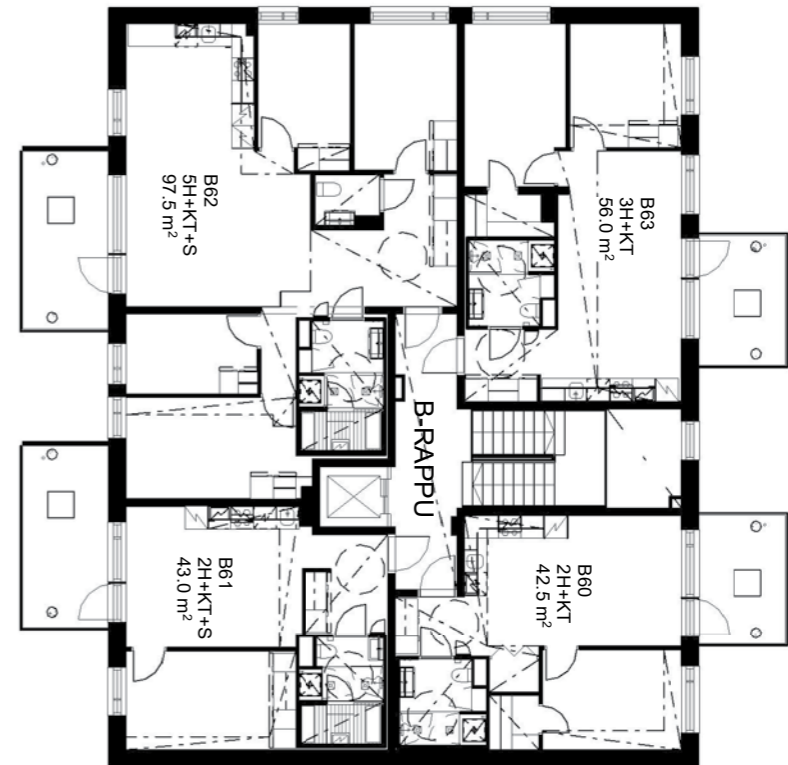 B62
5H+KT+S
97.5 m²
B63
3H+KT
56.0 m²
B-RAPPU
B61
2H+KT+S
43.0 m²
B60
2H+KT
42.5 m²